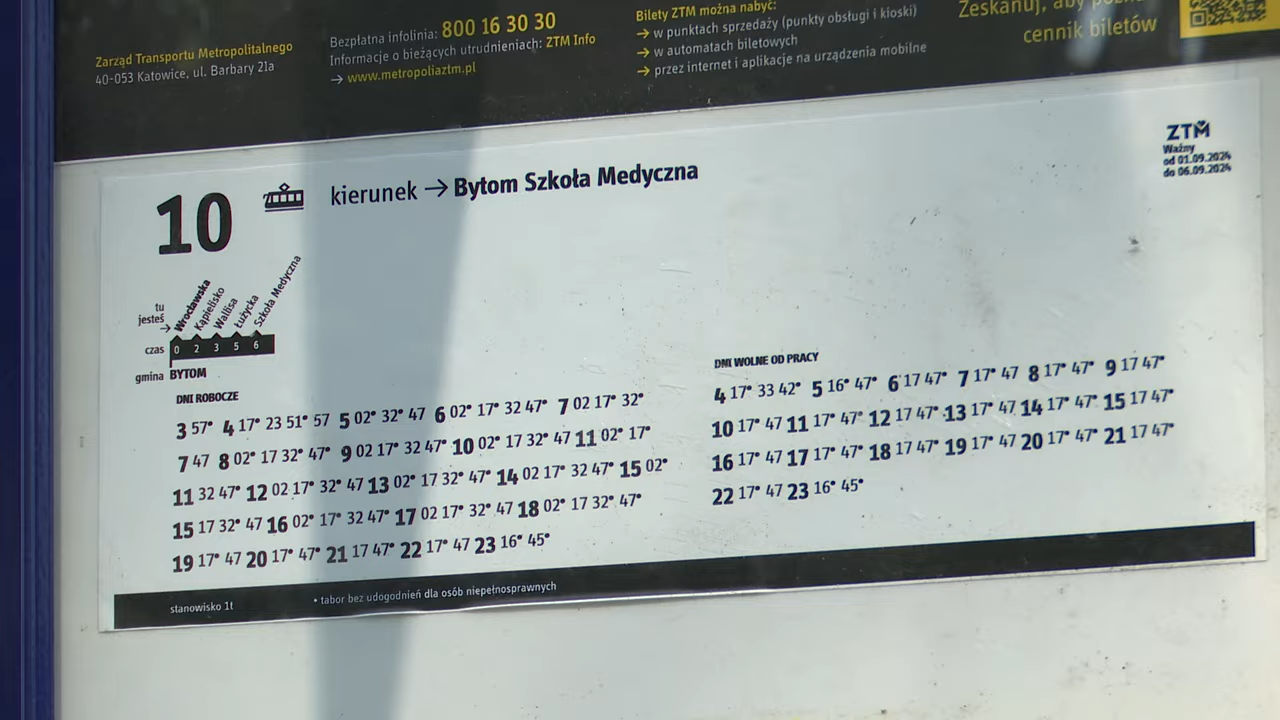 Zarząd Transportu Metropolitalnego
40-053 Katowice, ul. Barbary 21a
Bezpłatna infolinia: 800 16 30 30
Informacje o bieżących utrudnieniach: ZTM Info
→ www.metropoliaztm.pl
Bilety ZTM można nabyć:
→ w punktach sprzedaży (punkty obsługi i kioski)
→ w automatach biletowych
→ przez internet i aplikacje na urządzenia mobilne
Zeskanuj, aby
cennik biletów
ZTM
Ważny
od 01.09.2024
do 06.09.2024
10 kierunek → Bytom Szkoła Medyczna
tu
jesteś
→
Wrocławska
Kąpielisko
Wallisa
Łużycka
Szkoła Medyczna
czas 0 2 3 5 6
gmina BYTOM
DNI ROBOCZE
3 57• 4 17• 23 51• 57 5 02• 32• 47 6 02• 17• 32 47• 7 02 17• 32•
7 47 8 02• 17 32• 47• 9 02 17• 32 47• 10 02• 17 32• 47 11 02• 17•
11 32 47• 12 02 17• 32• 47 13 02• 17 32• 47• 14 02 17• 32 47• 15 02•
15 17 32• 47 16 02• 17• 32 47• 17 02 17• 32• 47 18 02• 17 32• 47•
19 17• 47 20 17• 47• 21 17 47• 22 17• 47 23 16• 45•
DNI WOLNE OD PRACY
4 17• 33 42• 5 16• 47• 6 17 47• 7 17• 47 8 17• 47• 9 17 47•
10 17• 47 11 17• 47• 12 17 47• 13 17• 47 14 17• 47• 15 17 47•
16 17• 47 17 17• 47• 18 17 47• 19 17• 47 20 17• 47• 21 17 47•
22 17• 47 23 16• 45•
stanowisko 1t
• tabor bez udogodnień dla osób niepełnosprawnych